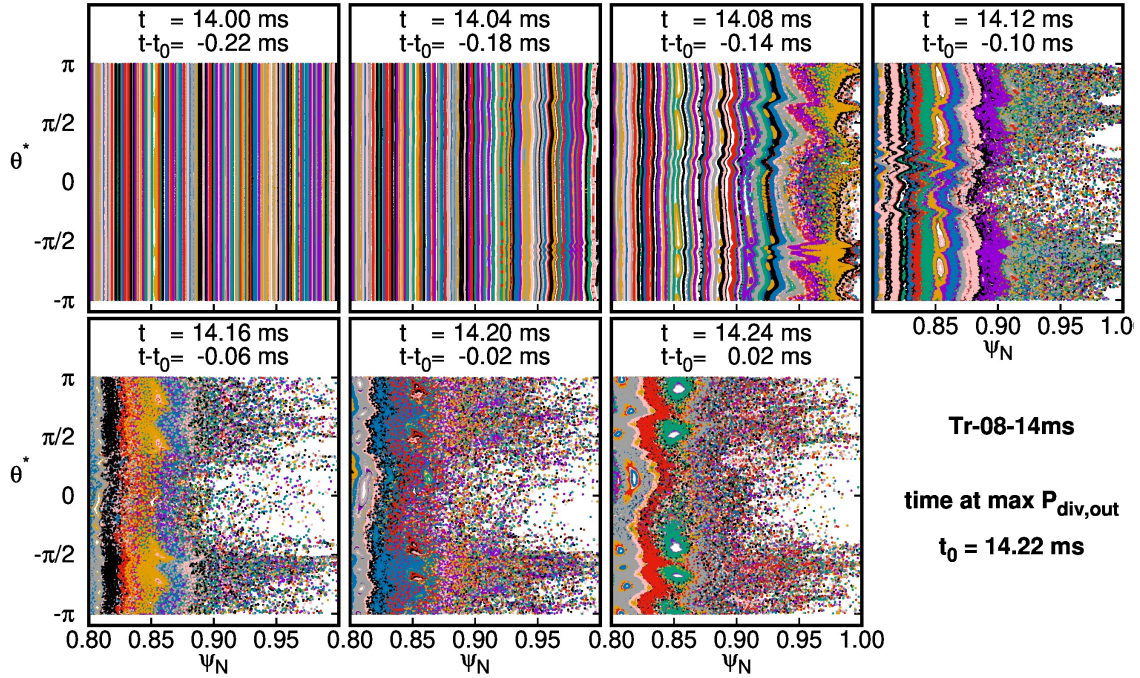 t = 14.00 ms
t-t0= -0.22 ms
t = 14.04 ms
t-t0= -0.18 ms
t = 14.08 ms
t-t0= -0.14 ms
t = 14.12 ms
t-t0= -0.10 ms
π
π/2
θ*
0
-π/2
-π
0.85 0.90 0.95 1.00
ψN
t = 14.16 ms
t-t0= -0.06 ms
t = 14.20 ms
t-t0= -0.02 ms
t = 14.24 ms
t-t0= 0.02 ms
π
π/2
θ*
0
-π/2
-π
0.80 0.85 0.90 0.95 0.80 0.85 0.90 0.95 0.80 0.85 0.90 0.95 1.00
ψN ψN ψN
Tr-08-14ms
time at max Pdiv,out
t0 = 14.22 ms